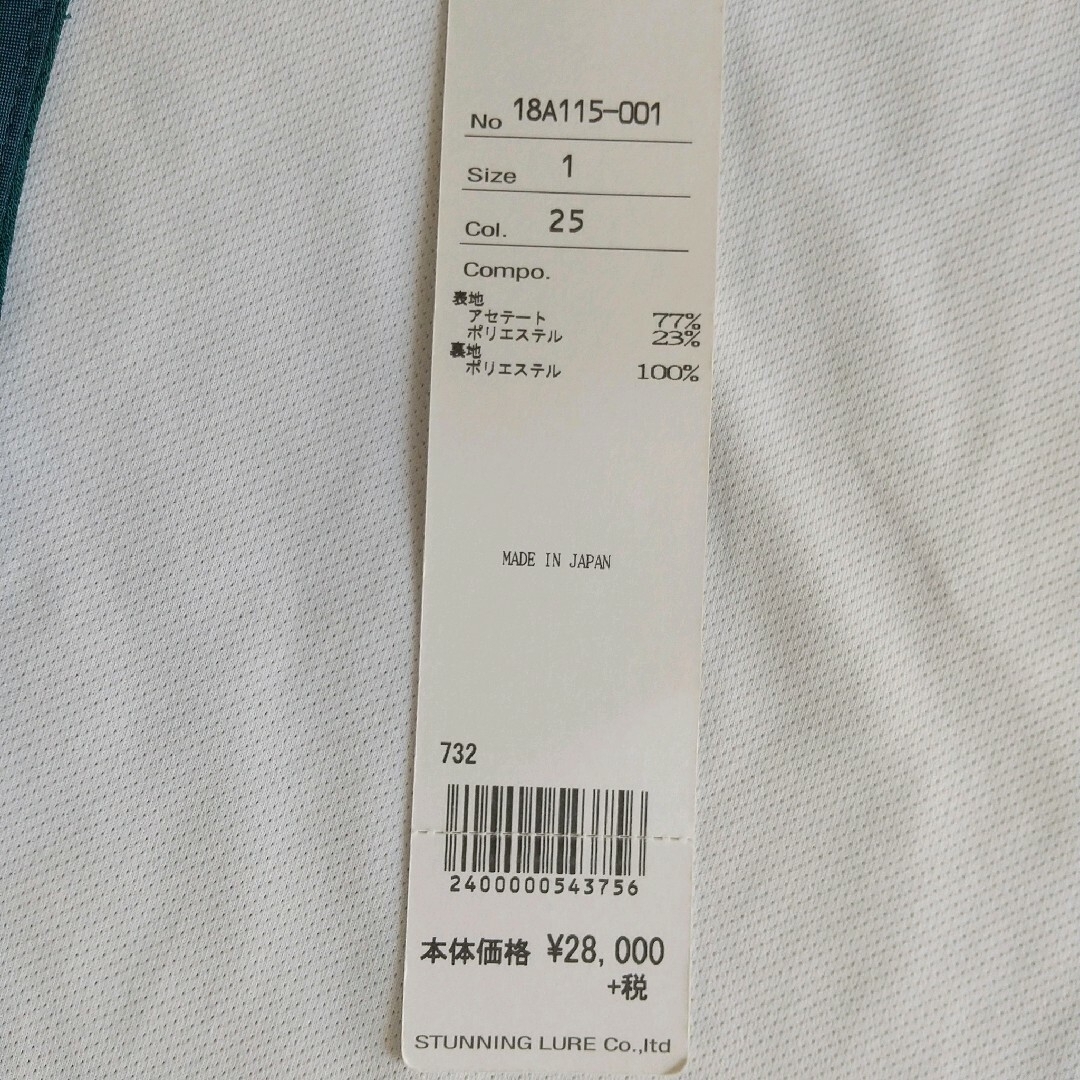 No 18A115-001
Size 1
Col. 25
Compo.
表地
アセテート 77%
ポリエステル 23%
裏地
ポリエステル 100%
MADE IN JAPAN
732
2400000543756
本体価格 ¥28,000
+税
STUNNING LURE Co.,ltd